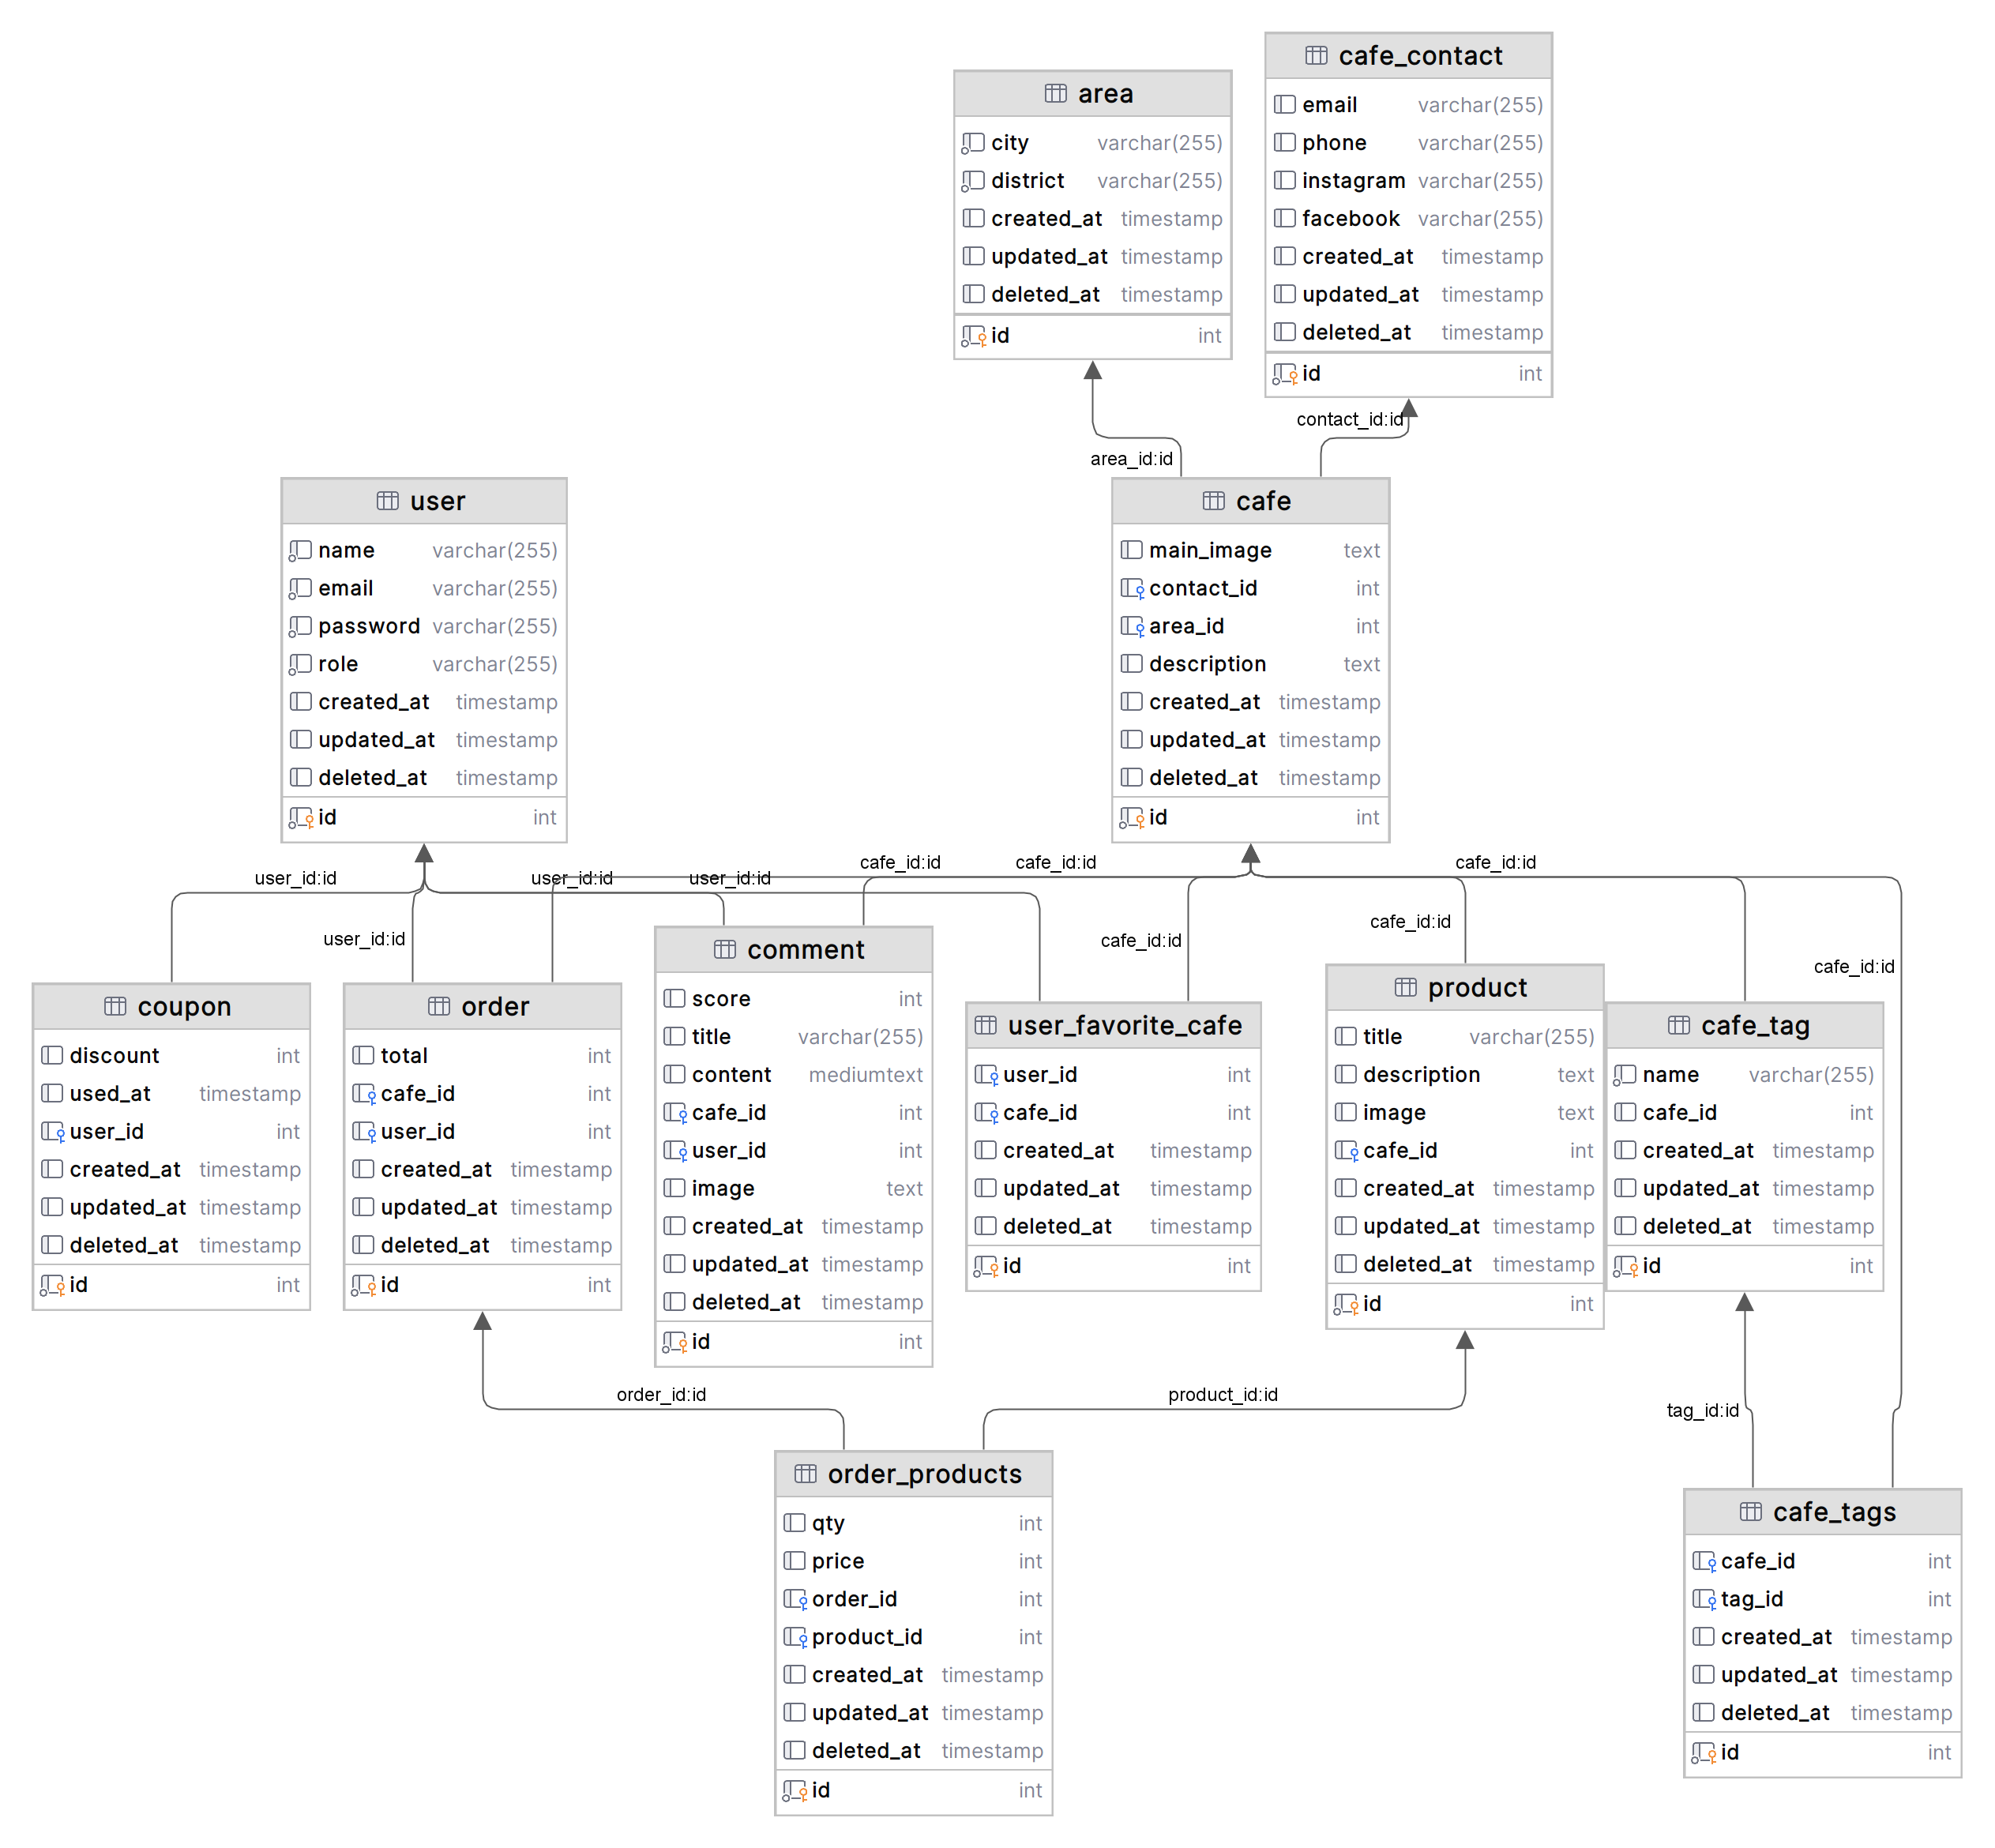 cafe_contact
email varchar(255)
phone varchar(255)
instagram varchar(255)
facebook varchar(255)
created_at timestamp
updated_at timestamp
deleted_at timestamp
id int
area
city varchar(255)
district varchar(255)
created_at timestamp
updated_at timestamp
deleted_at timestamp
id int
contact_id:id
area_id:id
user
name varchar(255)
email varchar(255)
password varchar(255)
role varchar(255)
created_at timestamp
updated_at timestamp
deleted_at timestamp
id int
cafe
main_image text
contact_id int
area_id int
description text
created_at timestamp
updated_at timestamp
deleted_at timestamp
id int
user_id:id
user_id:id
user_id:id
cafe_id:id
cafe_id:id
cafe_id:id
user_id:id
cafe_id:id
cafe_id:id
cafe_id:id
coupon
discount int
used_at timestamp
user_id int
created_at timestamp
updated_at timestamp
deleted_at timestamp
id int
order
total int
cafe_id int
user_id int
created_at timestamp
updated_at timestamp
deleted_at timestamp
id int
comment
score int
title varchar(255)
content mediumtext
cafe_id int
user_id int
image text
created_at timestamp
updated_at timestamp
deleted_at timestamp
id int
user_favorite_cafe
user_id int
cafe_id int
created_at timestamp
updated_at timestamp
deleted_at timestamp
id int
product
title varchar(255)
description text
image text
cafe_id int
created_at timestamp
updated_at timestamp
deleted_at timestamp
id int
cafe_tag
name varchar(255)
cafe_id int
created_at timestamp
updated_at timestamp
deleted_at timestamp
id int
order_id:id
product_id:id
tag_id:id
order_products
qty int
price int
order_id int
product_id int
created_at timestamp
updated_at timestamp
deleted_at timestamp
id int
cafe_tags
cafe_id int
tag_id int
created_at timestamp
updated_at timestamp
deleted_at timestamp
id int